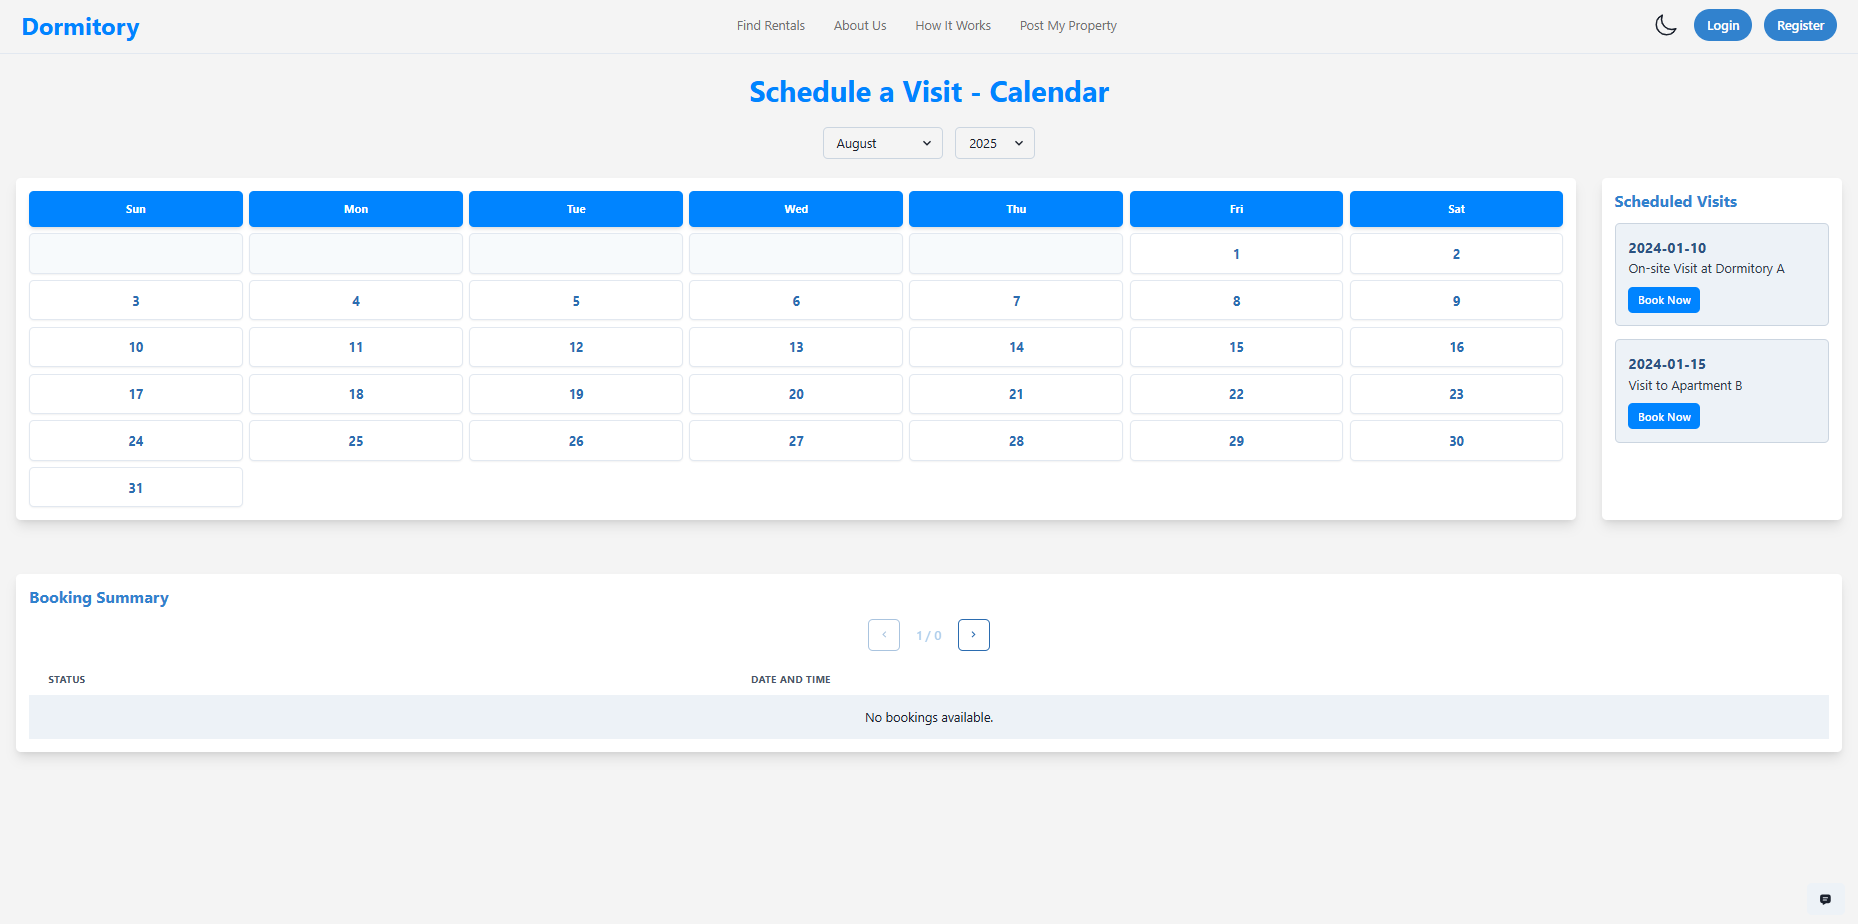 Dormitory
Find Rentals About Us How It Works Post My Property
Login Register
Schedule a Visit - Calendar
August 2025
Sun Mon Tue Wed Thu Fri Sat
1 2
3 4 5 6 7 8 9
10 11 12 13 14 15 16
17 18 19 20 21 22 23
24 25 26 27 28 29 30
31
Scheduled Visits
2024-01-10
On-site Visit at Dormitory A
Book Now
2024-01-15
Visit to Apartment B
Book Now
Booking Summary
1 / 0
STATUS DATE AND TIME
No bookings available.